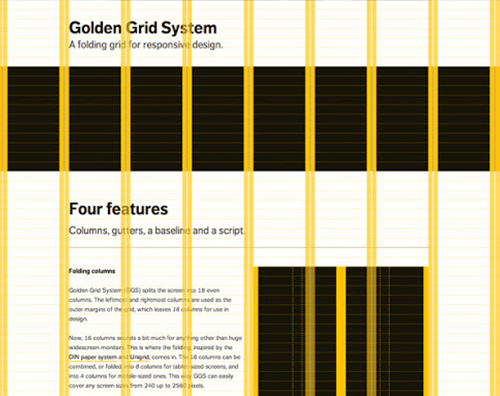 Golden Grid System
A folding grid for responsive design.
Four features
Columns, gutters, a baseline and a script.
Folding columns
Golden Grid System (GGS) splits the screen into 18 even
columns. The leftmost and rightmost columns are used as the
outer margins of the grid, which leaves 16 columns for use in
design.
Now, 16 columns sounds a bit much for anything other than huge
widescreen monitors. This is where the folding, inspired by the
DIN paper system and Unigrid, comes in. The 16 columns can be
combined, or folded, into 8 columns for tablet-sized screens, and
into 4 columns for mobile-sized ones. This way GGS can easily
cover any screen sizes from 240 up to 2560 pixels.